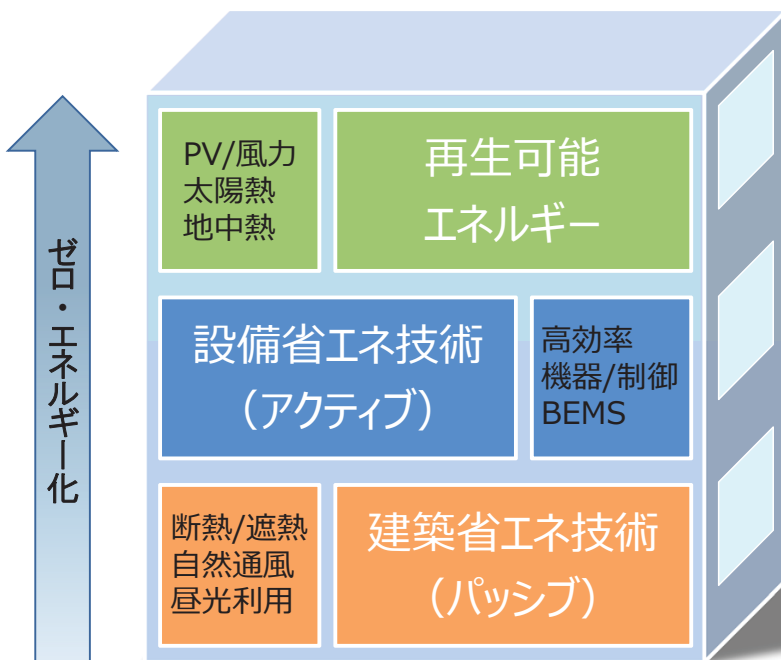 ゼロ・エネルギー化
PV/風力
太陽熱
地中熱
再生可能
エネルギー
設備省エネ技術
(アクティブ)
高効率
機器/制御
BEMS
断熱/遮熱
自然通風
昼光利用
建築省エネ技術
(パッシブ)